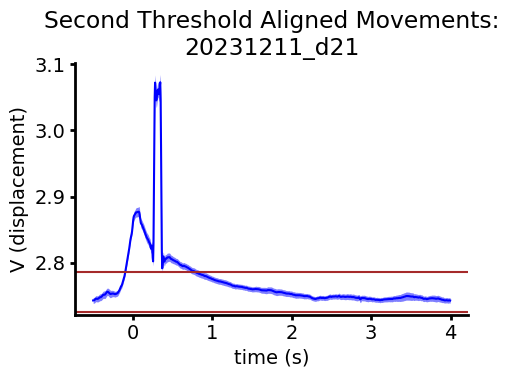 Second Threshold Aligned Movements:
20231211_d21
3.1
3.0
2.9
2.8
V (displacement)
0 1 2 3 4
time (s)